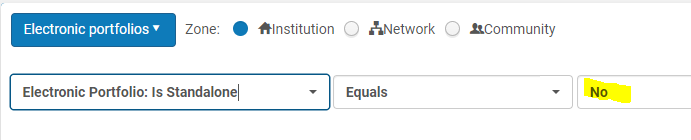 Electronic portfolios Zone: Institution Network Community
Electronic Portfolio: Is Standalone Equals No